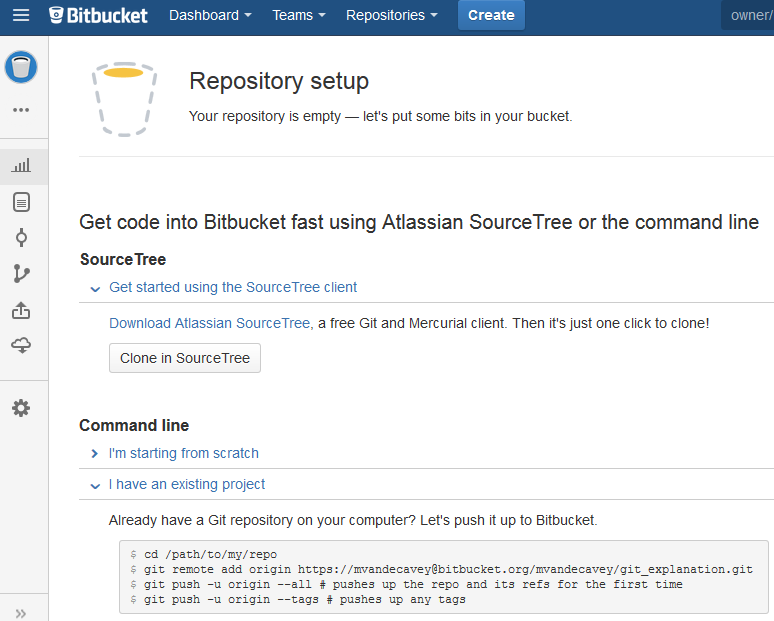 Bitbucket Dashboard Teams Repositories Create owner/
Repository setup
Your repository is empty — let's put some bits in your bucket.
Get code into Bitbucket fast using Atlassian SourceTree or the command line
SourceTree
Get started using the SourceTree client
Download Atlassian SourceTree, a free Git and Mercurial client. Then it's just one click to clone!
Clone in SourceTree
Command line
I'm starting from scratch
I have an existing project
Already have a Git repository on your computer? Let's push it up to Bitbucket.
$ cd /path/to/my/repo
$ git remote add origin https://mvandecavey@bitbucket.org/mvandecavey/git_explanation.git
$ git push -u origin --all # pushes up the repo and its refs for the first time
$ git push -u origin --tags # pushes up any tags